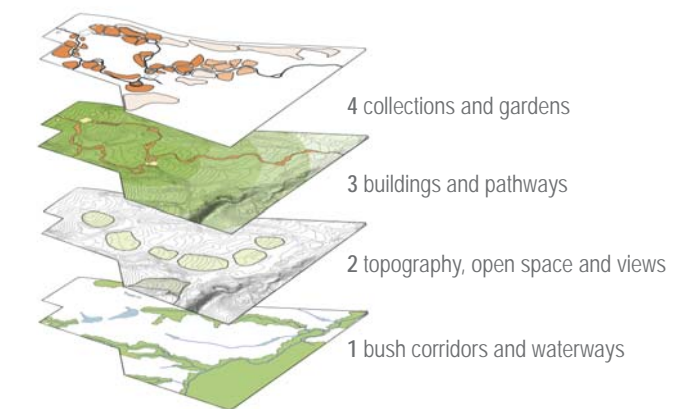 4 collections and gardens
3 buildings and pathways
2 topography, open space and views
1 bush corridors and waterways